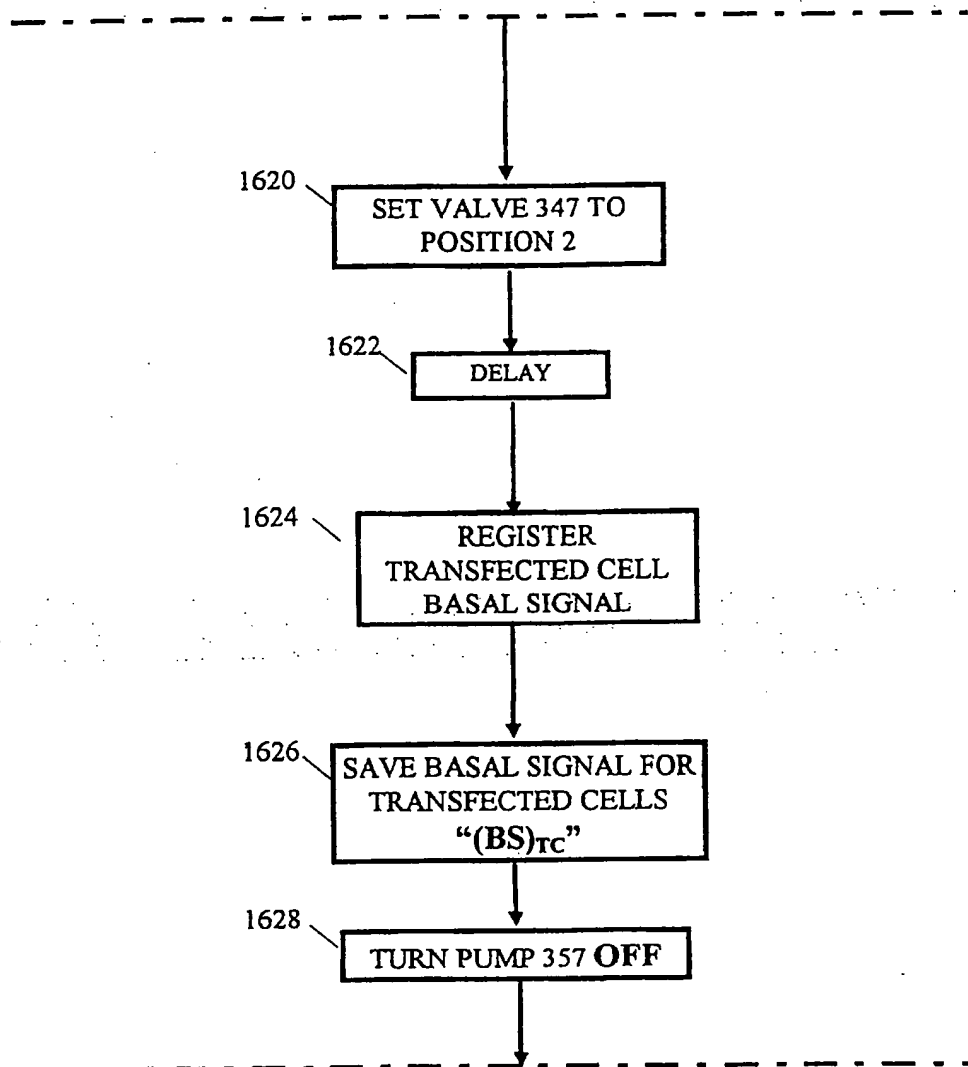 1620
SET VALVE 347 TO
POSITION 2
1622
DELAY
1624
REGISTER
TRANSFECTED CELL
BASAL SIGNAL
1626
SAVE BASAL SIGNAL FOR
TRANSFECTED CELLS
“(BS)TC”
1628
TURN PUMP 357 OFF